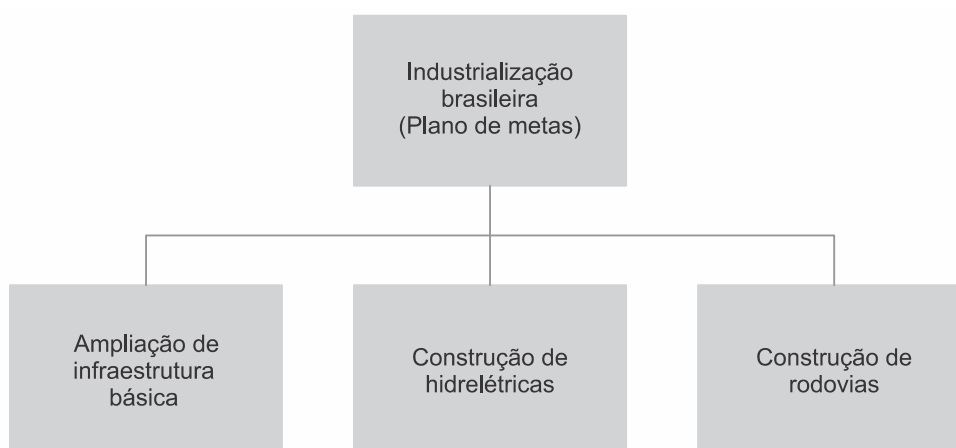 Industrialização
brasileira
(Plano de metas)
Ampliação de
infraestrutura
básica
Construção de
hidrelétricas
Construção de
rodovias